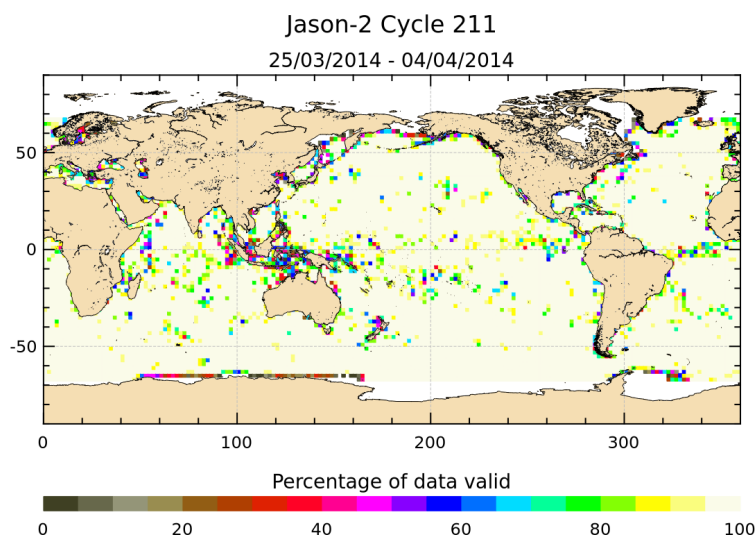 Jason-2 Cycle 211
25/03/2014 - 04/04/2014
50
0
-50
0 100 200 300
Percentage of data valid
0 20 40 60 80 100